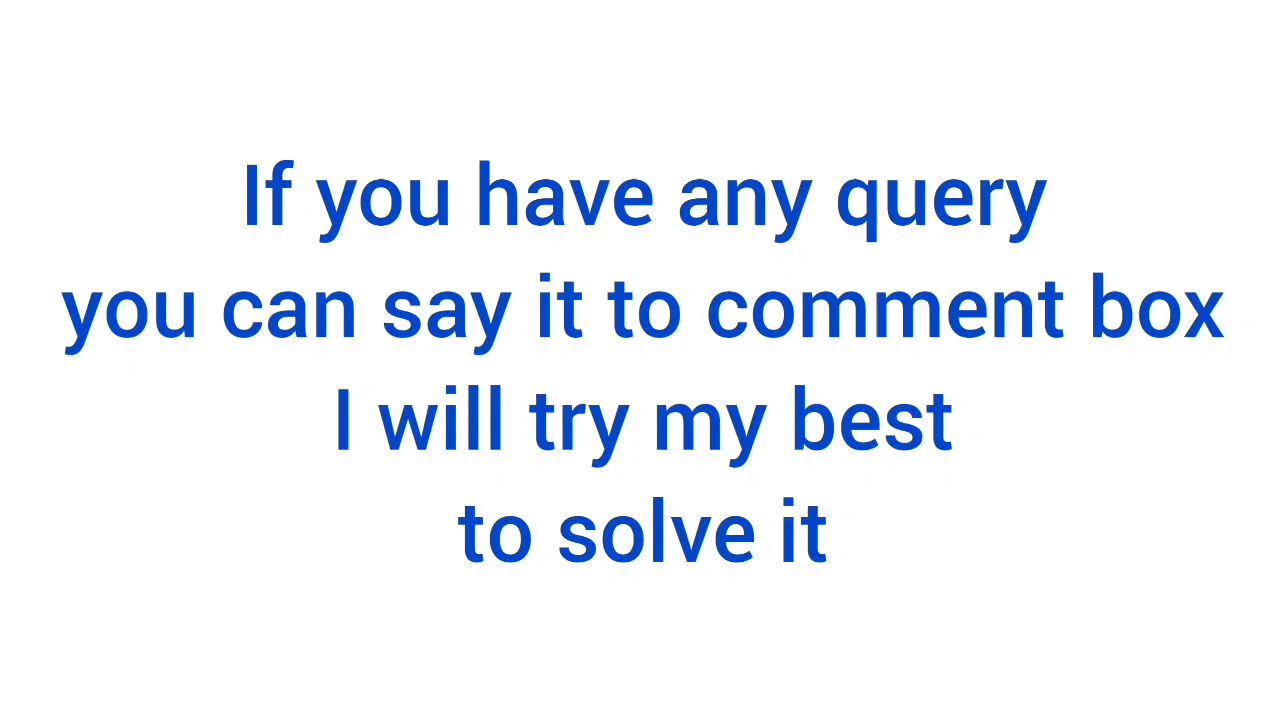 If you have any query
you can say it to comment box
I will try my best
to solve it